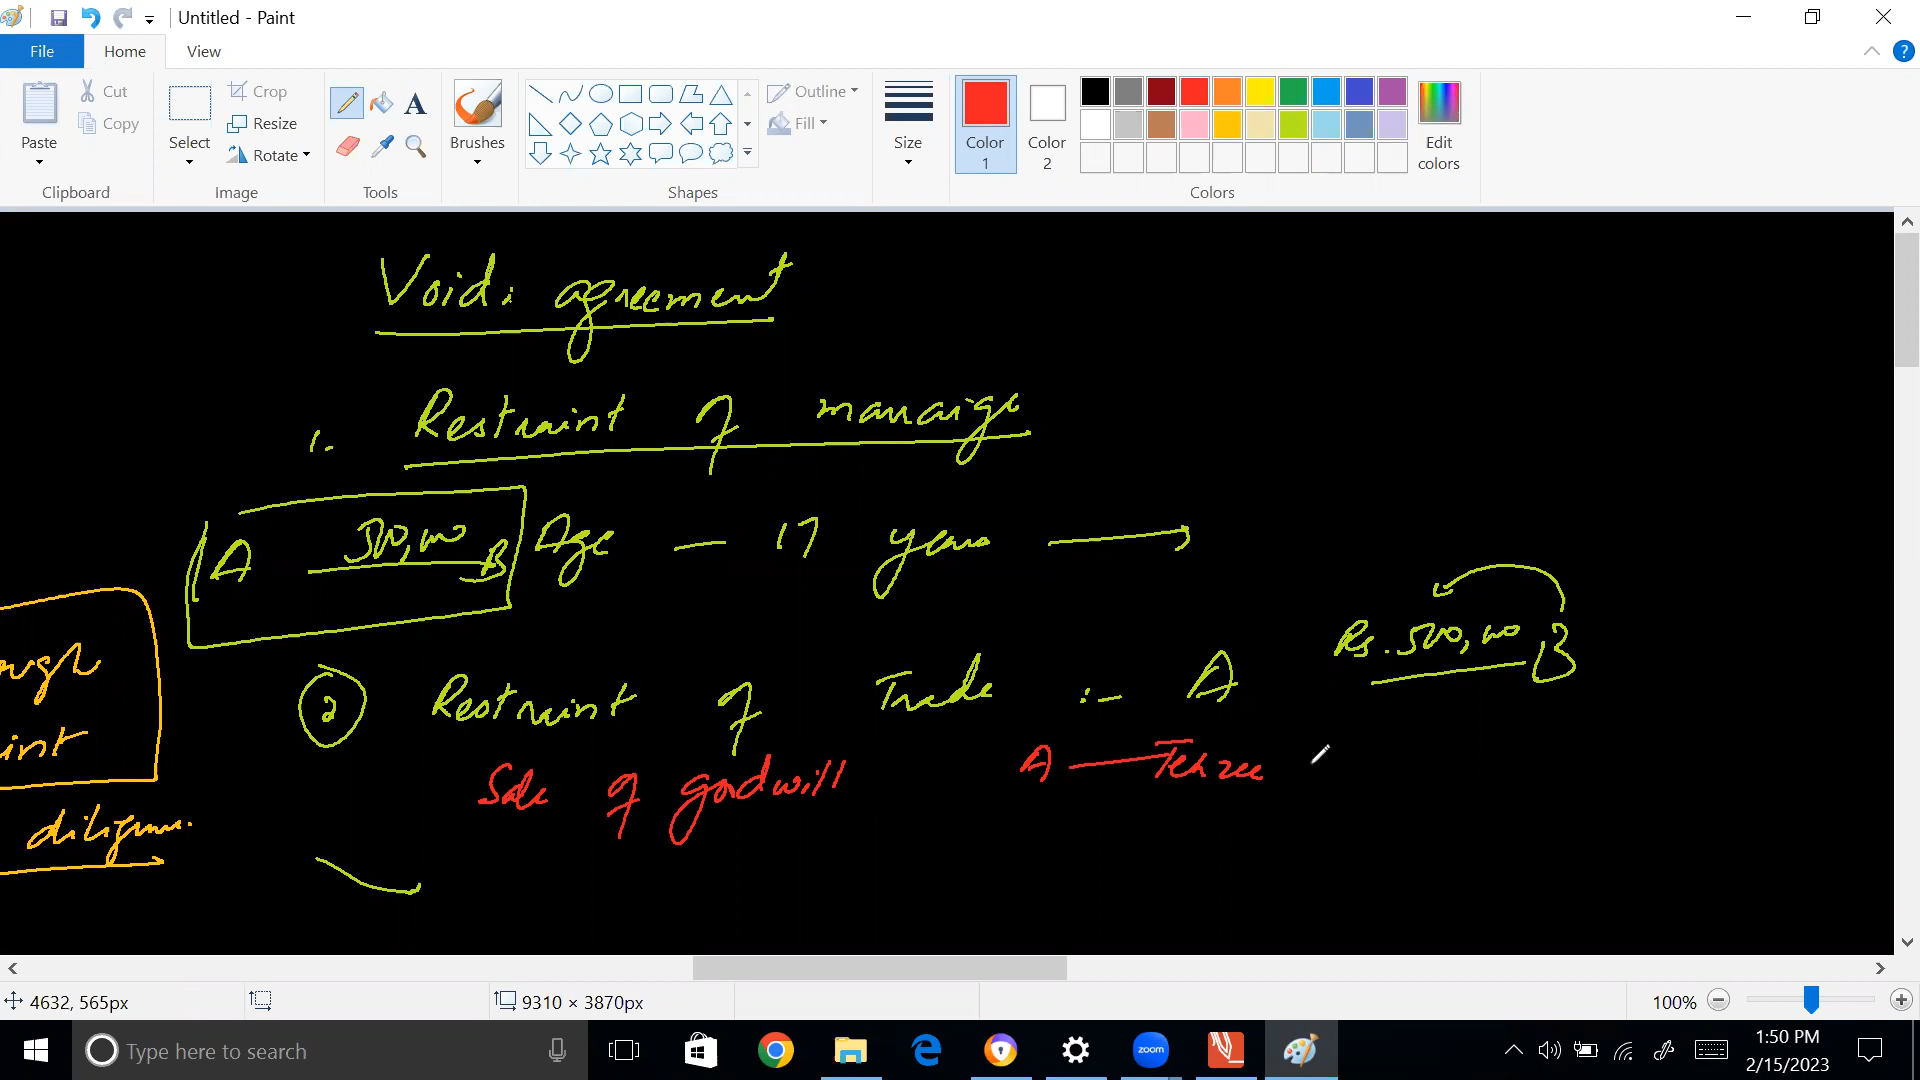 Untitled - Paint
File Home View
Paste Cut Copy Clipboard
Select Crop Resize Rotate Image
Tools
Brushes
Outline Fill Shapes
Size
Color 1 Color 2 Edit colors Colors
Void: agreement
1. Restraint of marraige
A 500,000 B Age — 17 years
Rs. 500,000 B
2 Restraint of Trade :- A
int
Sale of goodwill A — Tehzee
diligence.
4632, 565px 9310 × 3870px 100%
Type here to search zoom 1:50 PM
2/15/2023